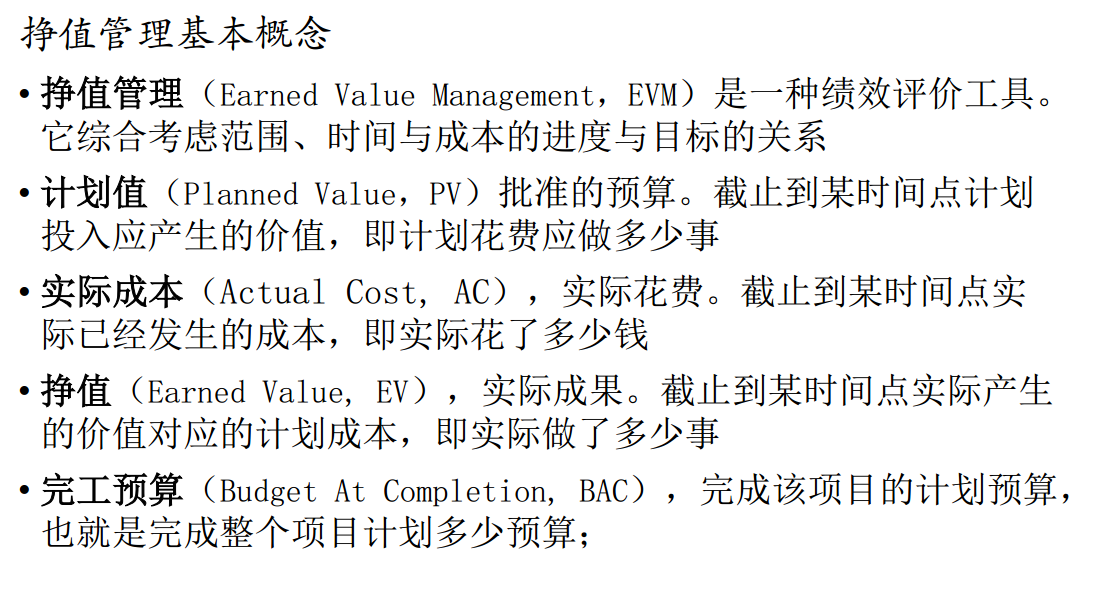 挣值管理基本概念
• 挣值管理（Earned Value Management，EVM）是一种绩效评价工具。
它综合考虑范围、时间与成本的进度与目标的关系
• 计划值（Planned Value，PV）批准的预算。截止到某时间点计划
投入应产生的价值，即计划花费应做多少事
• 实际成本（Actual Cost, AC），实际花费。截止到某时间点实
际已经发生的成本，即实际花了多少钱
• 挣值（Earned Value, EV），实际成果。截止到某时间点实际产生
的价值对应的计划成本，即实际做了多少事
• 完工预算（Budget At Completion, BAC），完成该项目的计划预算，
也就是完成整个项目计划多少预算；